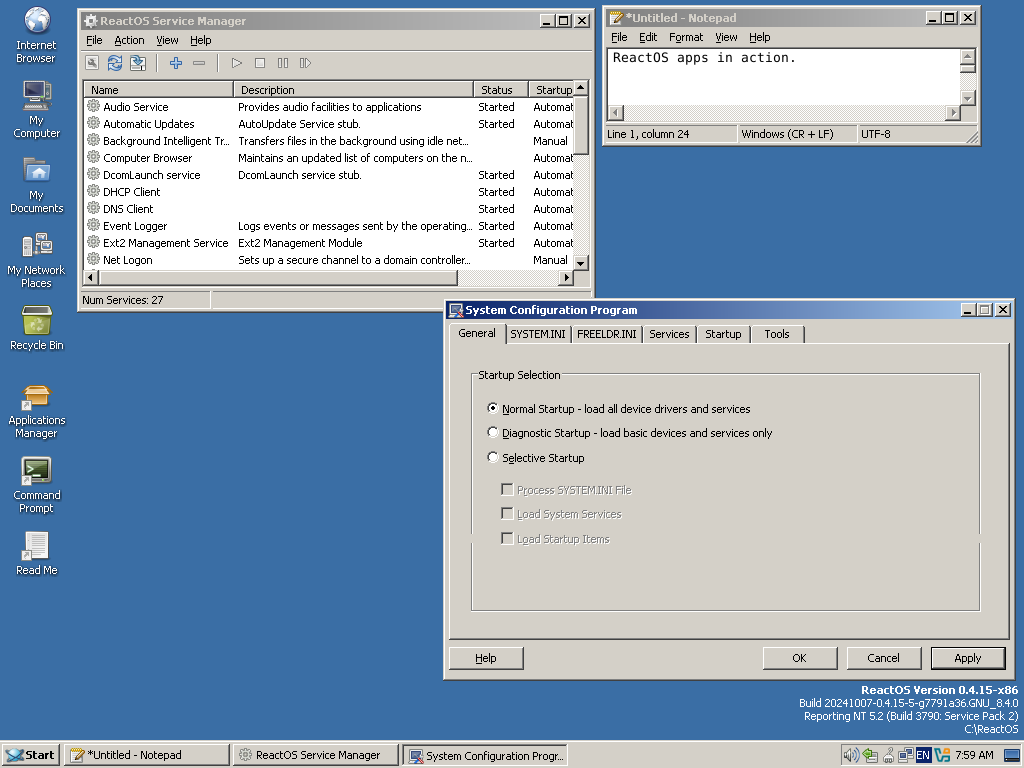 Internet
Browser
My
Computer
My
Documents
My Network
Places
Recycle Bin
Applications
Manager
Command
Prompt
Read Me
ReactOS Service Manager
File Action View Help
Name Description Status Startup
Audio Service Provides audio facilities to applications Started Automat
Automatic Updates AutoUpdate Service stub. Started Automat
Background Intelligent Tr... Transfers files in the background using idle net... Manual
Computer Browser Maintains an updated list of computers on the n... Automat
DcomLaunch service DcomLaunch service stub. Started Automat
DHCP Client Started Automat
DNS Client Started Automat
Event Logger Logs events or messages sent by the operating... Started Automat
Ext2 Management Service Ext2 Management Module Started Automat
Net Logon Sets up a secure channel to a domain controller... Manual
Num Services: 27
*Untitled - Notepad
File Edit Format View Help
ReactOS apps in action.
Line 1, column 24 Windows (CR + LF) UTF-8
System Configuration Program
General SYSTEM.INI FREELDR.INI Services Startup Tools
Startup Selection
Normal Startup - load all device drivers and services
Diagnostic Startup - load basic devices and services only
Selective Startup
Process SYSTEM.INI File
Load System Services
Load Startup Items
Help OK Cancel Apply
ReactOS Version 0.4.15-x86
Build 20241007-0.4.15-5-g7791a36.GNU_8.4.0
Reporting NT 5.2 (Build 3790: Service Pack 2)
C:\ReactOS
Start *Untitled - Notepad ReactOS Service Manager System Configuration Progr... EN 7:59 AM